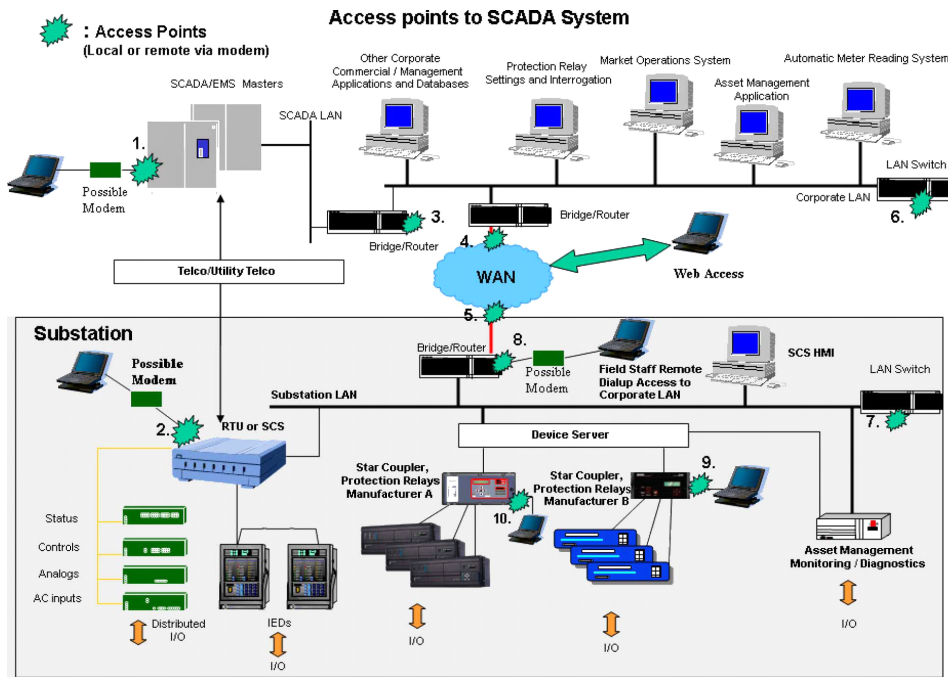 Access points to SCADA System
: Access Points
(Local or remote via modem)
SCADA/EMS Masters
SCADA LAN
Other Corporate
Commercial / Management
Applications and Databases
Protection Relay
Settings and Interrogation
Market Operations System
Asset Management
Application
Automatic Meter Reading System
1.
Possible
Modem
3.
Bridge/Router
Bridge/Router
4.
LAN Switch
Corporate LAN
6.
WAN
Web Access
Telco/Utility Telco
5.
Substation
Possible
Modem
2.
RTU or SCS
Bridge/Router
8.
Possible
Modem
Field Staff Remote
Dialup Access to
Corporate LAN
SCS HMI
LAN Switch
7.
Substation LAN
Device Server
Star Coupler,
Protection Relays
Manufacturer A
10.
Star Coupler,
Protection Relays
Manufacturer B
9.
Status
Controls
Analogs
AC inputs
Distributed
I/O
IEDs
I/O
I/O
I/O
Asset Management
Monitoring / Diagnostics
I/O